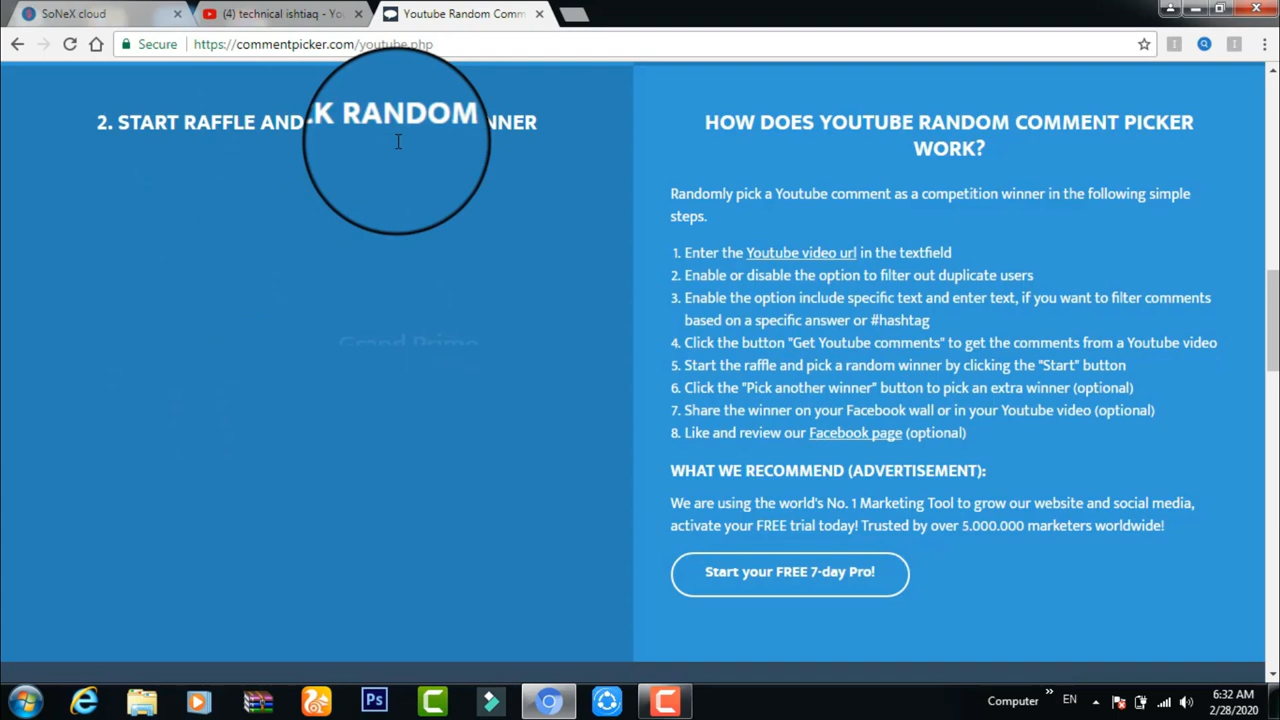 SoNeX cloud
(4) technical ishtiaq - Yo
Youtube Random Comm
Secure
https://commentpicker.com/youtube.php
2. START RAFFLE AND
K RANDOM
NNER
Grand Prime
HOW DOES YOUTUBE RANDOM COMMENT PICKER
WORK?
Randomly pick a Youtube comment as a competition winner in the following simple
steps.
1. Enter the Youtube video url in the textfield
2. Enable or disable the option to filter out duplicate users
3. Enable the option include specific text and enter text, if you want to filter comments
based on a specific answer or #hashtag
4. Click the button "Get Youtube comments" to get the comments from a Youtube video
5. Start the raffle and pick a random winner by clicking the "Start" button
6. Click the "Pick another winner" button to pick an extra winner (optional)
7. Share the winner on your Facebook wall or in your Youtube video (optional)
8. Like and review our Facebook page (optional)
WHAT WE RECOMMEND (ADVERTISEMENT):
We are using the world's No. 1 Marketing Tool to grow our website and social media,
activate your FREE trial today! Trusted by over 5.000.000 marketers worldwide!
Start your FREE 7-day Pro!
Ps
Computer
EN
6:32 AM
2/28/2020